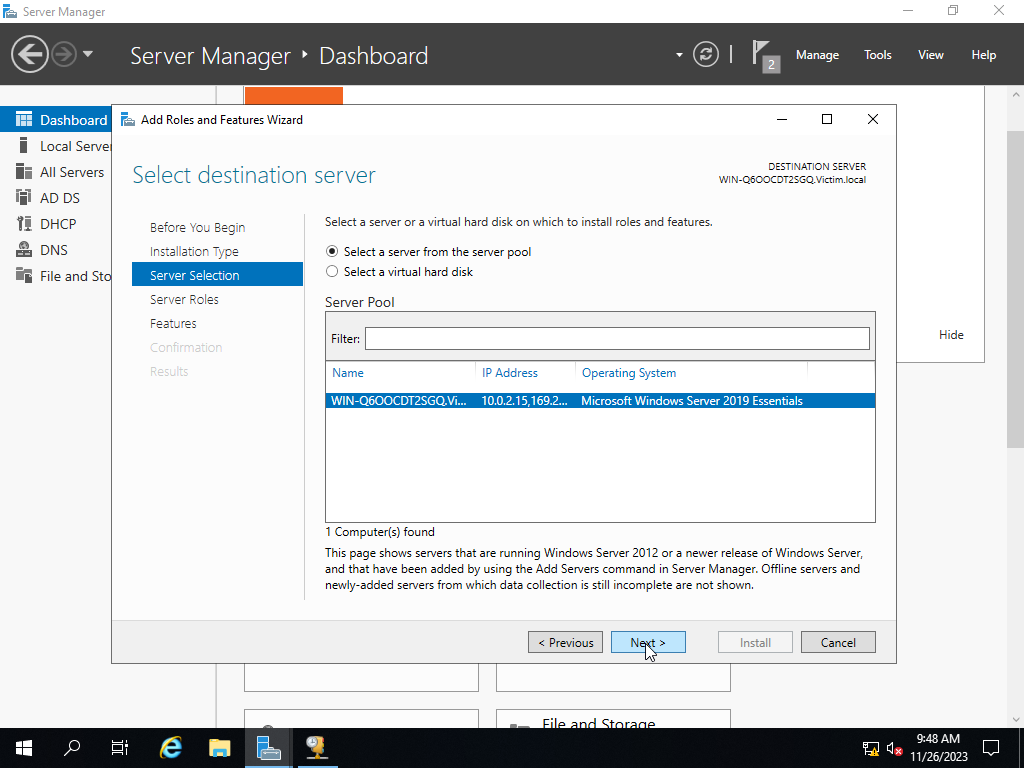 Server Manager
Server Manager ‣ Dashboard
2
Manage
Tools
View
Help
Dashboard
Local Server
All Servers
AD DS
DHCP
DNS
File and Sto
Add Roles and Features Wizard
Select destination server
DESTINATION SERVER
WIN-Q6OOCDT2SGQ.Victim.local
Before You Begin
Installation Type
Server Selection
Server Roles
Features
Confirmation
Results
Select a server or a virtual hard disk on which to install roles and features.
Select a server from the server pool
Select a virtual hard disk
Server Pool
Filter:
Name IP Address Operating System
WIN-Q6OOCDT2SGQ.Vi... 10.0.2.15,169.2... Microsoft Windows Server 2019 Essentials
1 Computer(s) found
This page shows servers that are running Windows Server 2012 or a newer release of Windows Server,
and that have been added by using the Add Servers command in Server Manager. Offline servers and
newly-added servers from which data collection is still incomplete are not shown.
< Previous
Next >
Install
Cancel
Hide
File and Storage
9:48 AM
11/26/2023